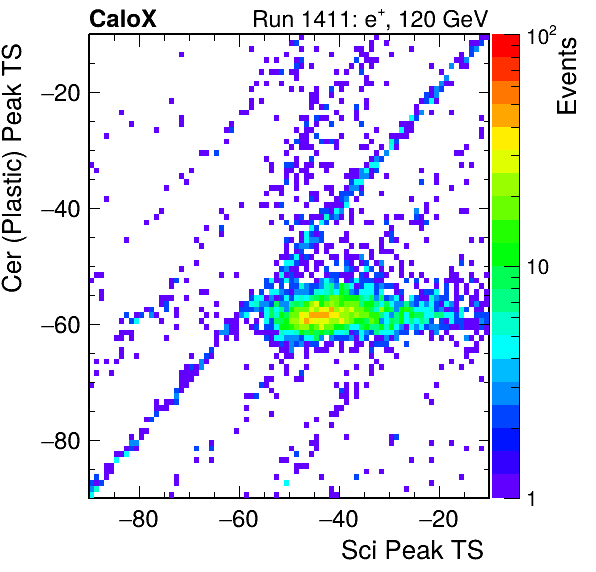 CaloX Run 1411: e⁺, 120 GeV
Cer (Plastic) Peak TS
−20
−40
−60
−80
−80 −60 −40 −20
Sci Peak TS
10²
10
1
Events